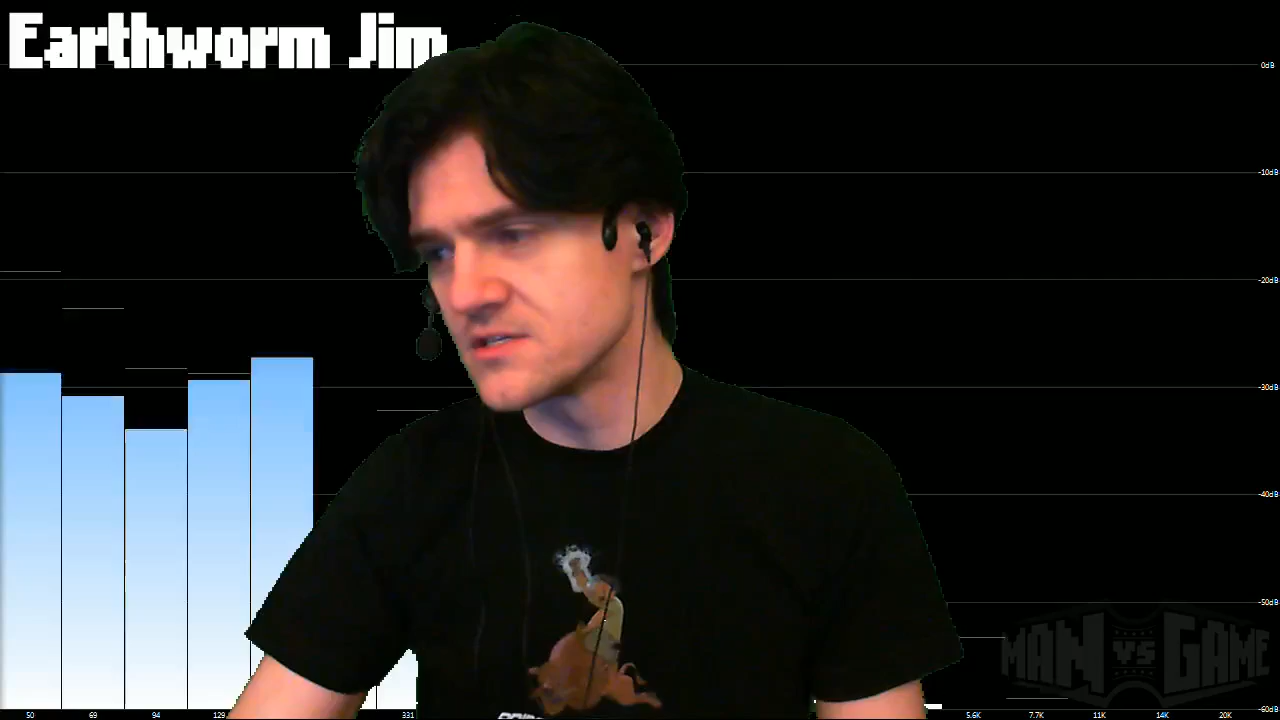 Earthworm Jim
0dB
-10dB
-20dB
-30dB
-40dB
-50dB
MAN VS GAME
-60dB
50 69 94 129 331 5.6K 7.7K 11K 14K 20K